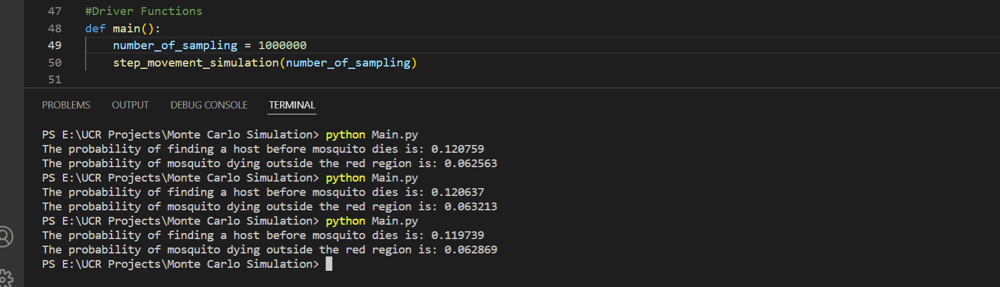 47 #Driver Functions
48 def main():
49 number_of_sampling = 1000000
50 step_movement_simulation(number_of_sampling)
51
PROBLEMS OUTPUT DEBUG CONSOLE TERMINAL
PS E:\UCR Projects\Monte Carlo Simulation> python Main.py
The probability of finding a host before mosquito dies is: 0.120759
The probability of mosquito dying outside the red region is: 0.062563
PS E:\UCR Projects\Monte Carlo Simulation> python Main.py
The probability of finding a host before mosquito dies is: 0.120637
The probability of mosquito dying outside the red region is: 0.063213
PS E:\UCR Projects\Monte Carlo Simulation> python Main.py
The probability of finding a host before mosquito dies is: 0.119739
The probability of mosquito dying outside the red region is: 0.062869
PS E:\UCR Projects\Monte Carlo Simulation>